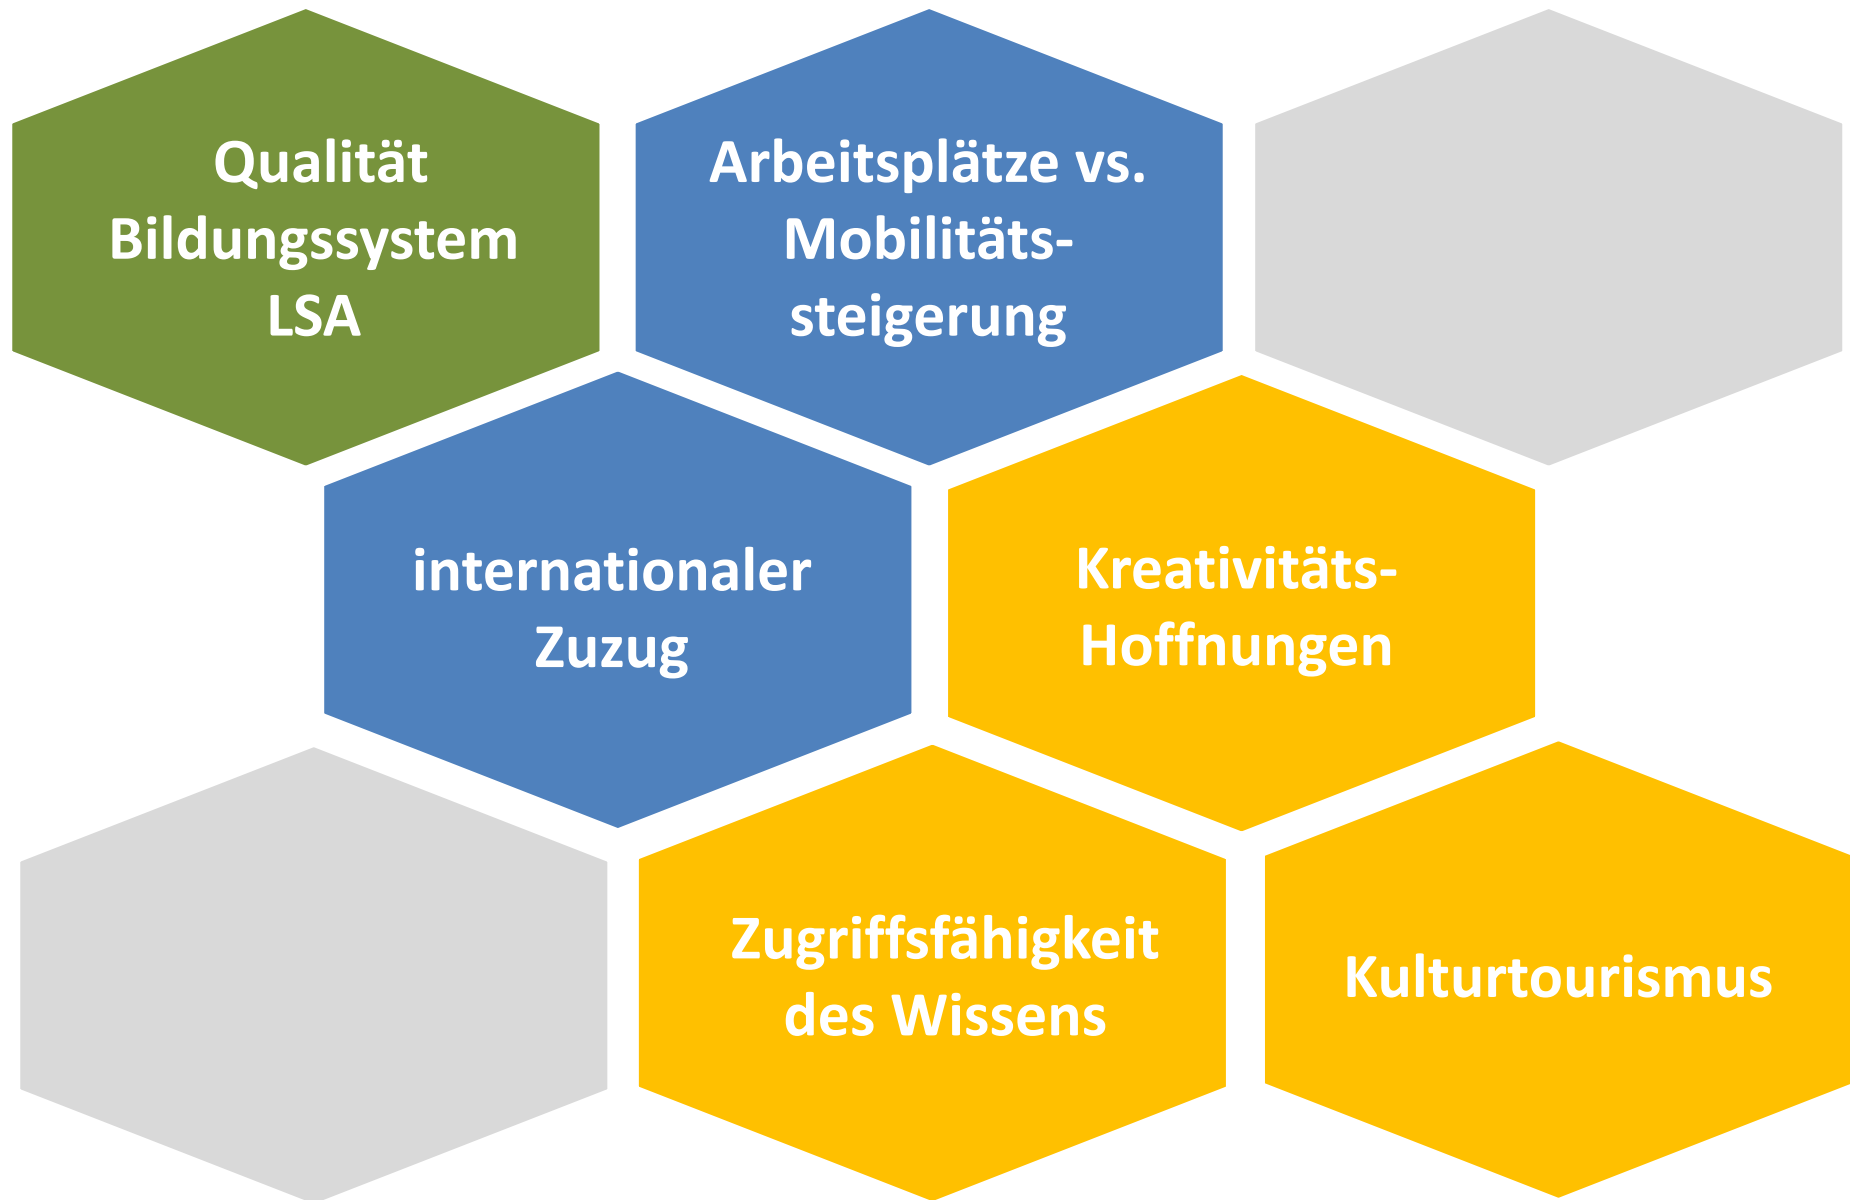 Qualität
Bildungssystem
LSA
Arbeitsplätze vs.
Mobilitäts-
steigerung
internationaler
Zuzug
Kreativitäts-
Hoffnungen
Zugriffsfähigkeit
des Wissens
Kulturtourismus